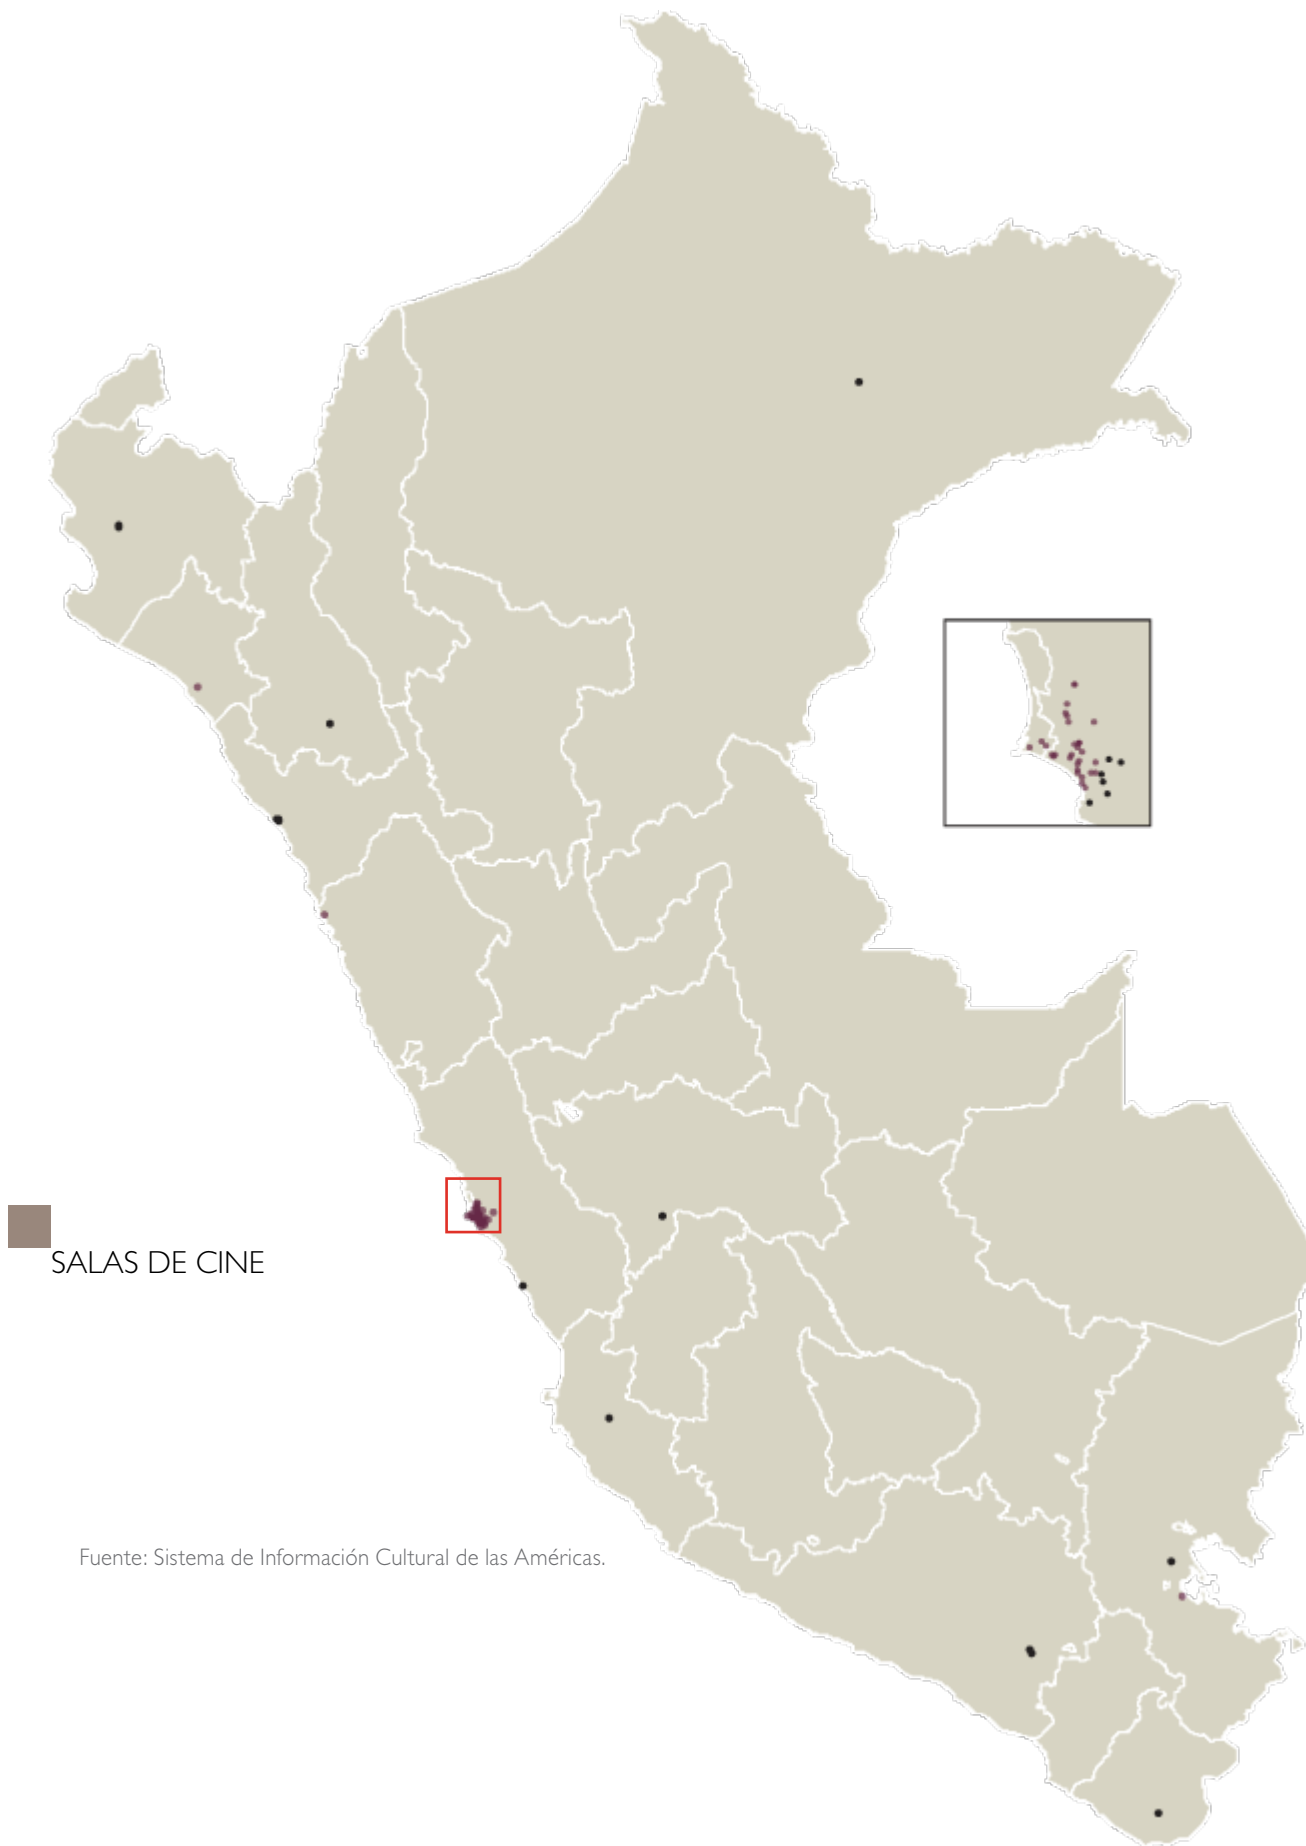 SALAS DE CINE
Fuente: Sistema de Información Cultural de las Américas.